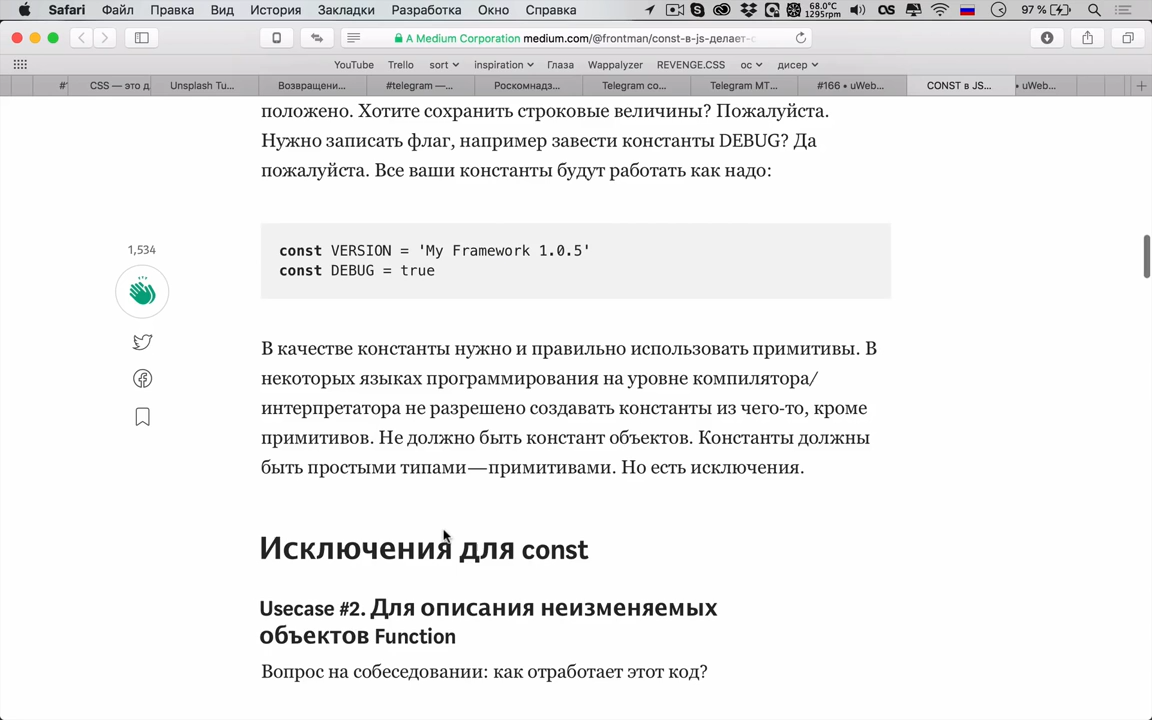 Safari Файл Правка Вид История Закладки Разработка Окно Справка 68.0°C 1295rpm 97 %
A Medium Corporation medium.com/@frontman/const-в-js-делает-
YouTube Trello sort inspiration Глаза Wappalyzer REVENGE.CSS ос дисер
CSS — это д Unsplash Tu... Возвращени... #telegram —... Роскомнадз... Telegram co... Telegram MT... #166 • uWeb... CONST в JS... • uWeb...
положено. Хотите сохранить строковые величины? Пожалуйста.
Нужно записать флаг, например завести константы DEBUG? Да
пожалуйста. Все ваши константы будут работать как надо:
1,534
const VERSION = 'My Framework 1.0.5'
const DEBUG = true
В качестве константы нужно и правильно использовать примитивы. В
некоторых языках программирования на уровне компилятора/
интерпретатора не разрешено создавать константы из чего-то, кроме
примитивов. Не должно быть констант объектов. Константы должны
быть простыми типами — примитивами. Но есть исключения.
Исключения для const
Usecase #2. Для описания неизменяемых
объектов Function
Вопрос на собеседовании: как отработает этот код?